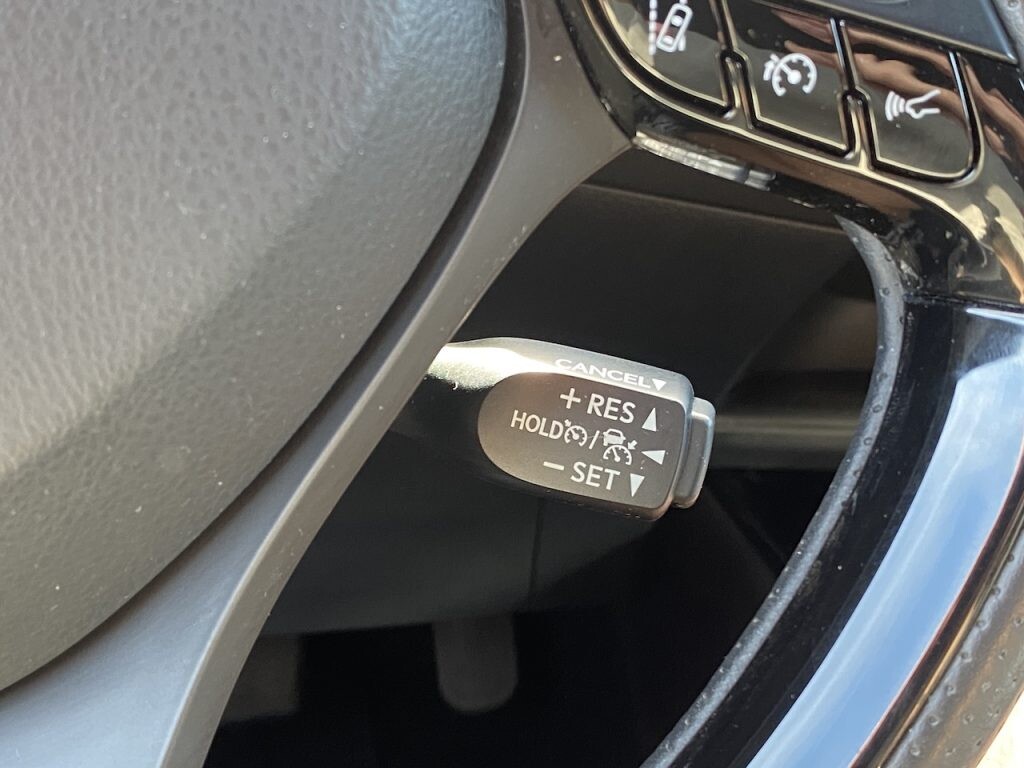 CANCEL▼
+ RES ▲
HOLD / ◀
− SET ▼